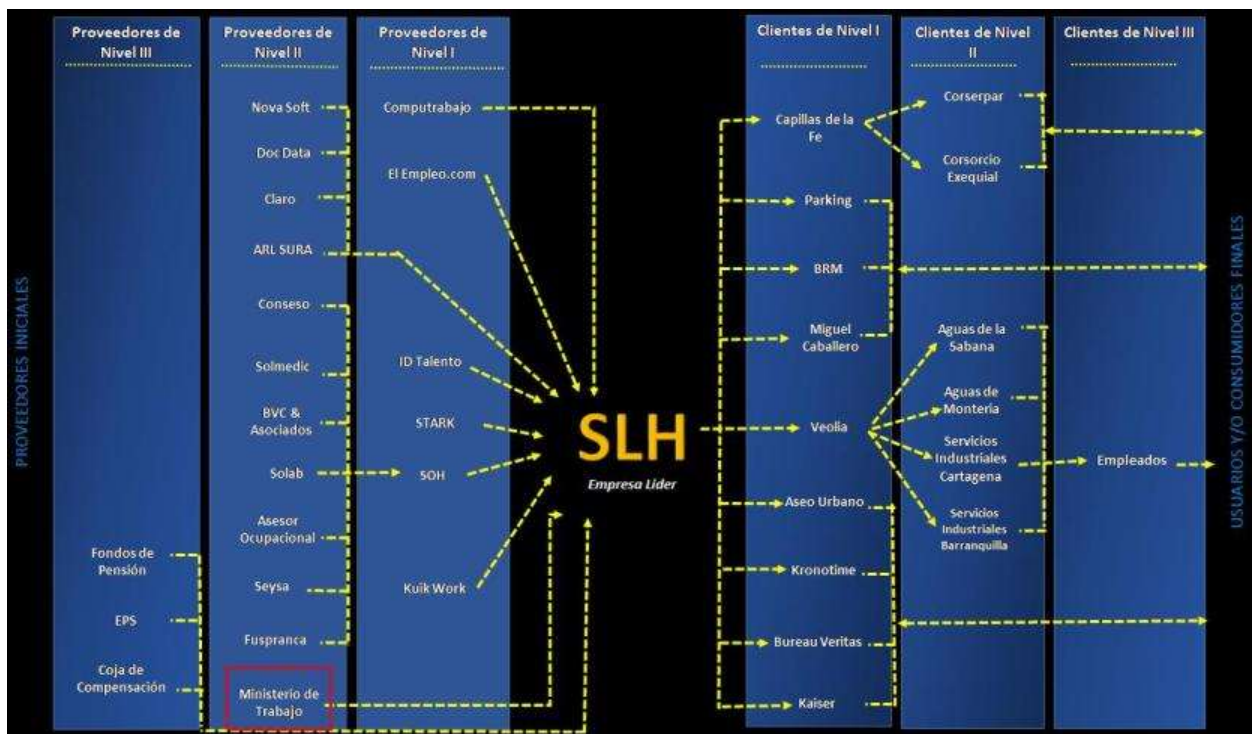 PROVEEDORES INICIALES
Proveedores de
Nivel III
Fondos de
Pensión
EPS
Coja de
Compensación
Proveedores de
Nivel II
Nova Soft
Doc Data
Claro
ARL SURA
Conseso
Solmedic
BVC &
Asociados
Solab
Asesor
Ocupacional
Seysa
Fuspranca
Ministerio de
Trabajo
Proveedores de
Nivel I
Computrabajo
El Empleo.com
ID Talento
STARK
SOH
Kuik Work
SLH
Empresa Lider
Clientes de Nivel I
Capillas de la
Fe
Parking
BRM
Miguel
Caballero
Veolia
Aseo Urbano
Kronotime
Bureau Veritas
Kaiser
Clientes de Nivel
II
Corserpar
Corsorcio
Exequial
Aguas de la
Sabana
Aguas de
Monteria
Servicios
Industriales
Cartagena
Servicios
Industriales
Barranquilla
Clientes de Nivel III
Empleados
USUARIOS Y/O CONSUMIDORES FINALES